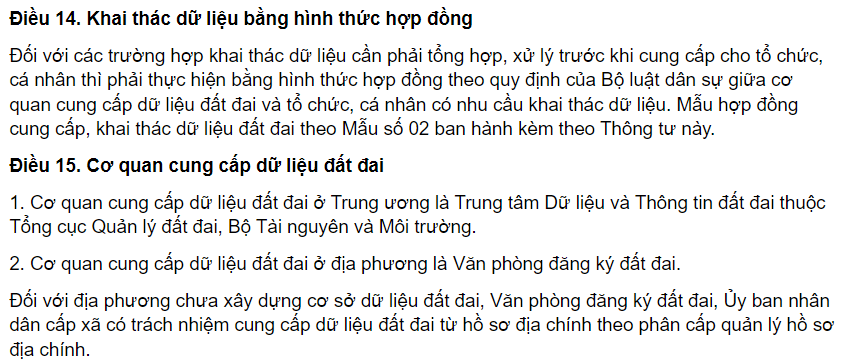 Điều 14. Khai thác dữ liệu bằng hình thức hợp đồng
Đối với các trường hợp khai thác dữ liệu cần phải tổng hợp, xử lý trước khi cung cấp cho tổ chức,
cá nhân thì phải thực hiện bằng hình thức hợp đồng theo quy định của Bộ luật dân sự giữa cơ
quan cung cấp dữ liệu đất đai và tổ chức, cá nhân có nhu cầu khai thác dữ liệu. Mẫu hợp đồng
cung cấp, khai thác dữ liệu đất đai theo Mẫu số 02 ban hành kèm theo Thông tư này.
Điều 15. Cơ quan cung cấp dữ liệu đất đai
1. Cơ quan cung cấp dữ liệu đất đai ở Trung ương là Trung tâm Dữ liệu và Thông tin đất đai thuộc
Tổng cục Quản lý đất đai, Bộ Tài nguyên và Môi trường.
2. Cơ quan cung cấp dữ liệu đất đai ở địa phương là Văn phòng đăng ký đất đai.
Đối với địa phương chưa xây dựng cơ sở dữ liệu đất đai, Văn phòng đăng ký đất đai, Ủy ban nhân
dân cấp xã có trách nhiệm cung cấp dữ liệu đất đai từ hồ sơ địa chính theo phân cấp quản lý hồ sơ
địa chính.